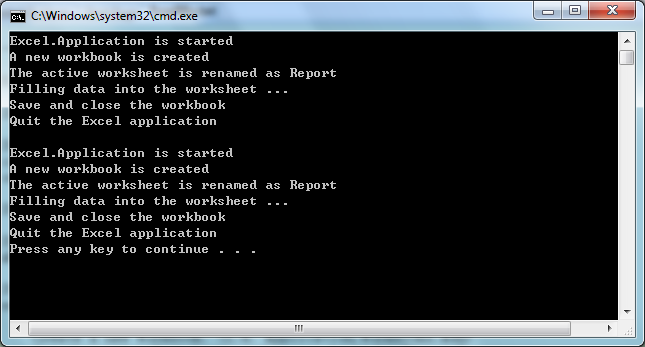 C:\Windows\system32\cmd.exe
Excel.Application is started
A new workbook is created
The active worksheet is renamed as Report
Filling data into the worksheet ...
Save and close the workbook
Quit the Excel application
Excel.Application is started
A new workbook is created
The active worksheet is renamed as Report
Filling data into the worksheet ...
Save and close the workbook
Quit the Excel application
Press any key to continue . . .